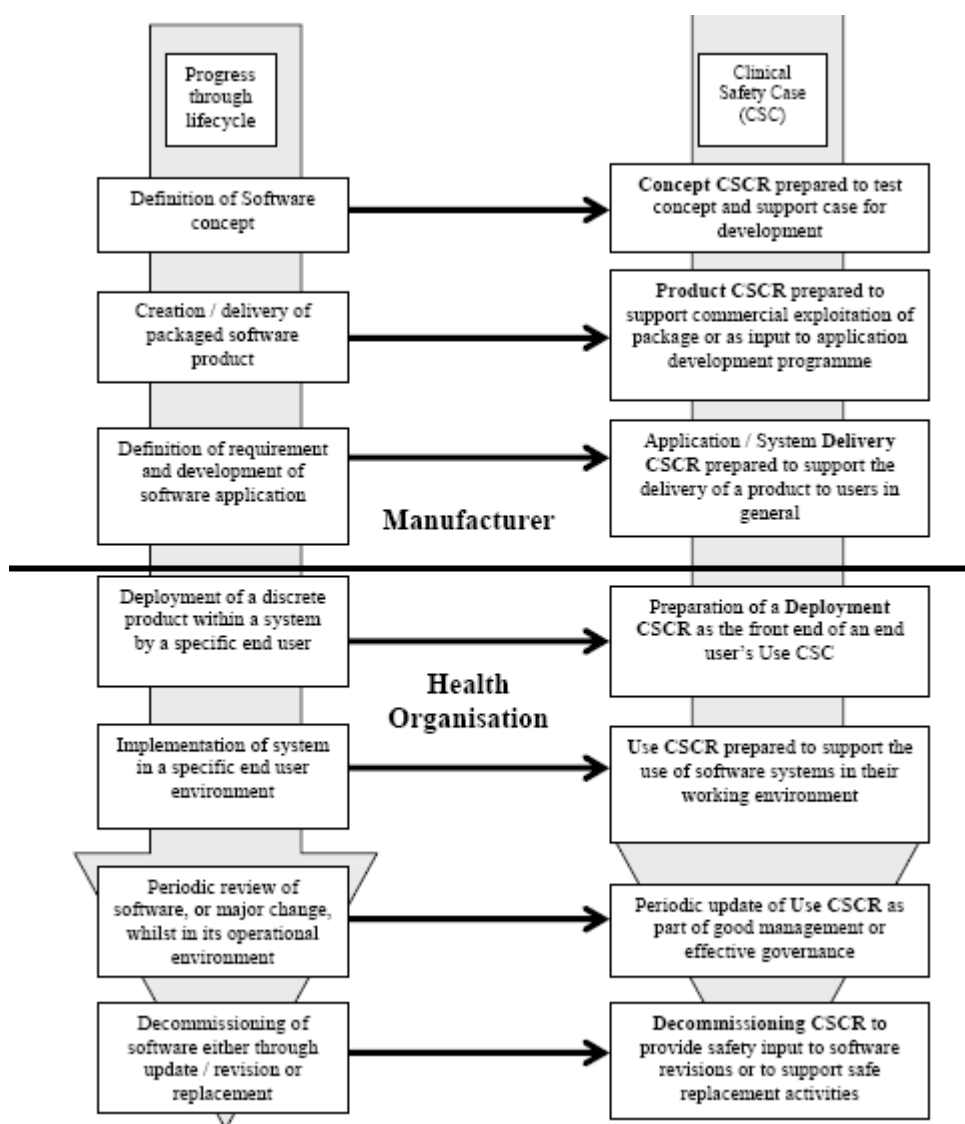 Progress
through
lifecycle
Clinical
Safety Case
(CSC)
Definition of Software
concept
Concept CSCR prepared to test
concept and support case for
development
Creation / delivery of
packaged software
product
Product CSCR prepared to
support commercial exploitation of
package or as input to application
development programme
Definition of requirement
and development of
software application
Application / System Delivery
CSCR prepared to support the
delivery of a product to users in
general
Manufacturer
Deployment of a discrete
product within a system
by a specific end user
Preparation of a Deployment
CSCR as the front end of an end
user's Use CSC
Health
Organisation
Implementation of system
in a specific end user
environment
Use CSCR prepared to support the
use of software systems in their
working environment
Periodic review of
software, or major change,
whilst in its operational
environment
Periodic update of Use CSCR as
part of good management or
effective governance
Decommissioning of
software either through
update / revision or
replacement
Decommissioning CSCR to
provide safety input to software
revisions or to support safe
replacement activities